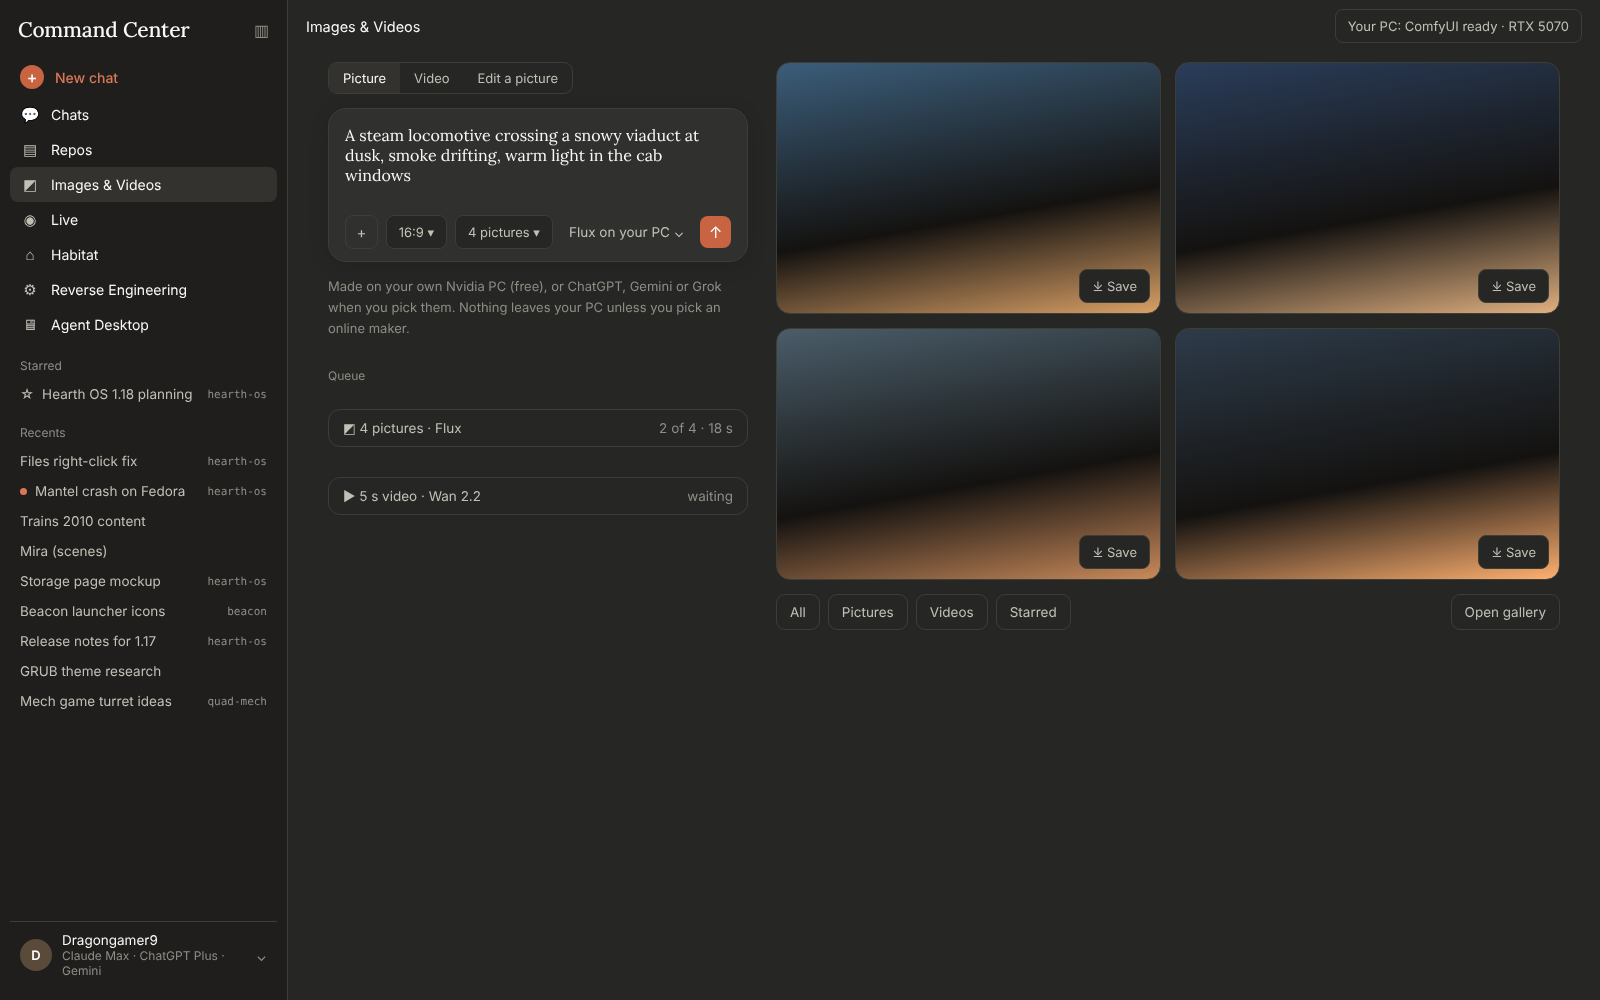 Command Center
+ New chat
Chats
Repos
Images & Videos
Live
Habitat
Reverse Engineering
Agent Desktop
Starred
☆ Hearth OS 1.18 planning hearth-os
Recents
Files right-click fix hearth-os
Mantel crash on Fedora hearth-os
Trains 2010 content
Mira (scenes)
Storage page mockup hearth-os
Beacon launcher icons beacon
Release notes for 1.17 hearth-os
GRUB theme research
Mech game turret ideas quad-mech
D
Dragongamer9
Claude Max · ChatGPT Plus ·
Gemini
Images & Videos
Your PC: ComfyUI ready · RTX 5070
Picture Video Edit a picture
A steam locomotive crossing a snowy viaduct at
dusk, smoke drifting, warm light in the cab
windows
+ 16:9 ▾ 4 pictures ▾ Flux on your PC ↑
Made on your own Nvidia PC (free), or ChatGPT, Gemini or Grok
when you pick them. Nothing leaves your PC unless you pick an
online maker.
Queue
◩ 4 pictures · Flux 2 of 4 · 18 s
▶ 5 s video · Wan 2.2 waiting
Save
Save
Save
Save
All Pictures Videos Starred Open gallery